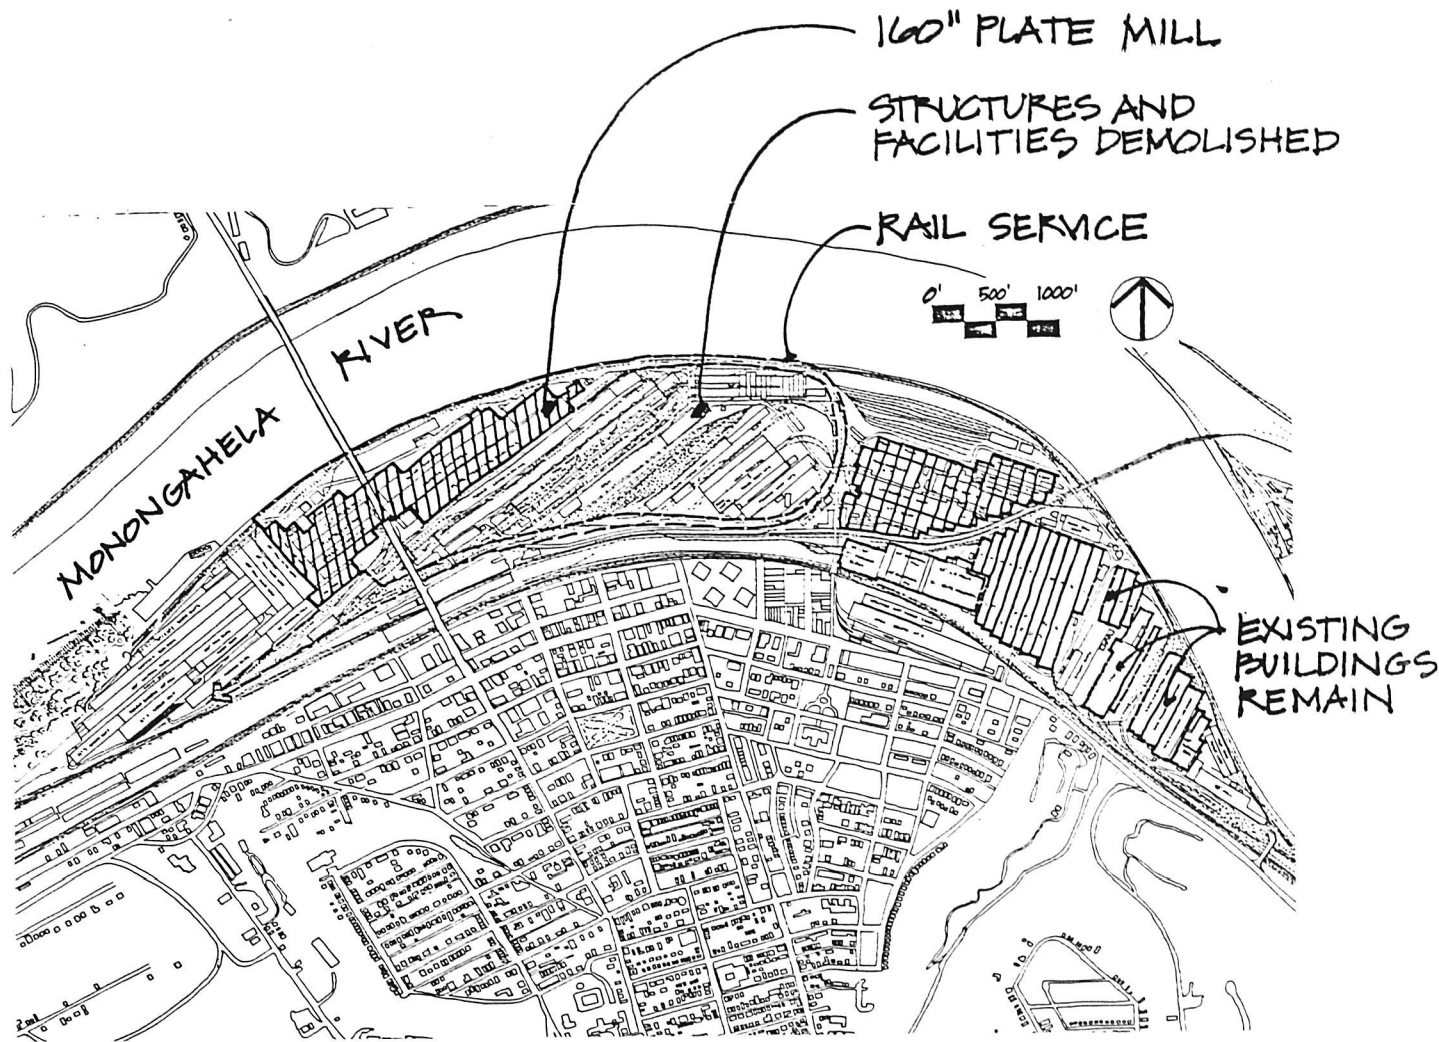 160" PLATE MILL
STRUCTURES AND
FACILITIES DEMOLISHED
RAIL SERVICE
0' 500' 1000'
MONONGAHELA RIVER
EXISTING
BUILDINGS
REMAIN